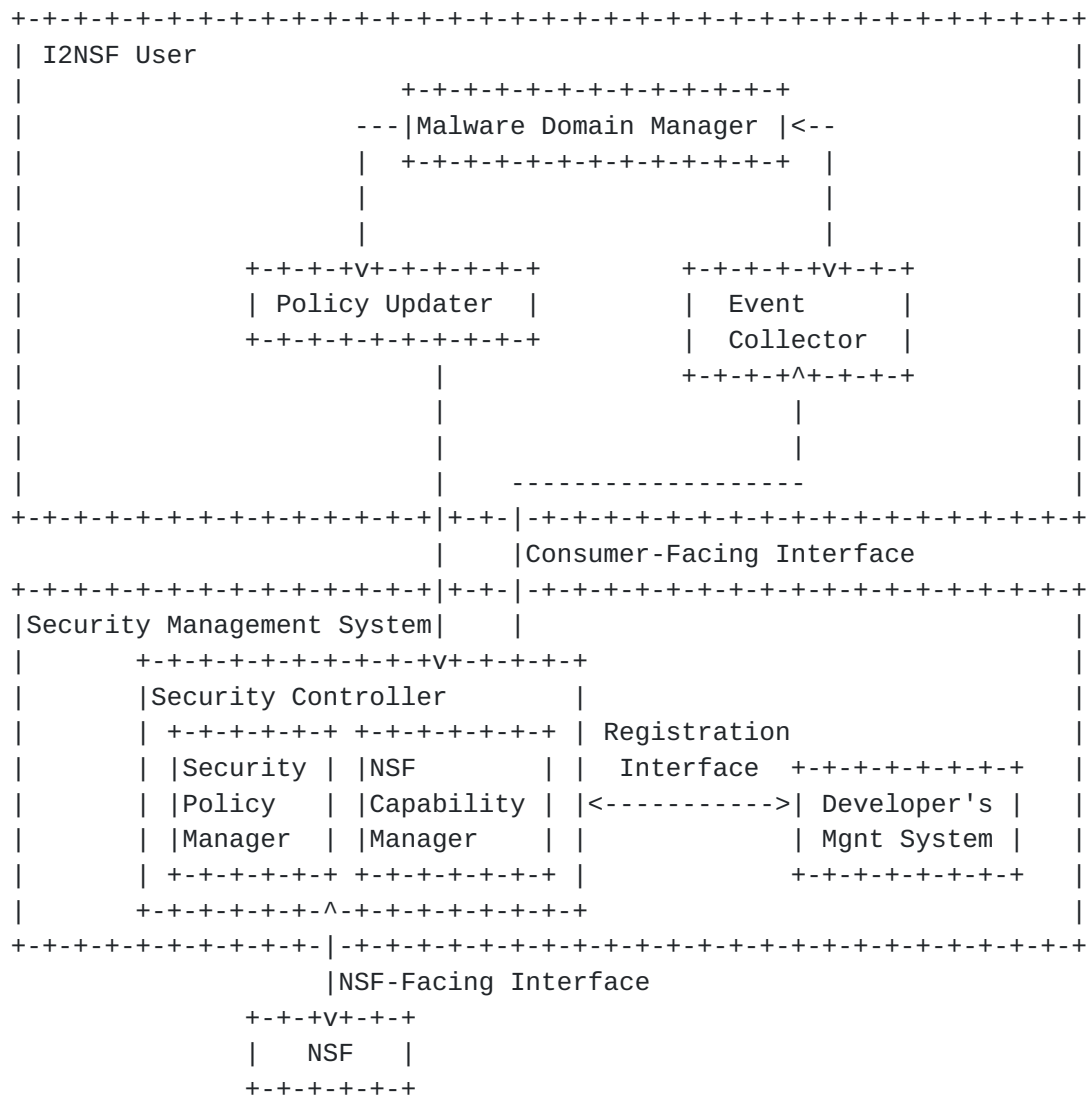 I2NSF User
Malware Domain Manager
Policy Updater
Event
Collector
Consumer-Facing Interface
Security Management System
Security Controller
Registration
Security NSF Interface
Policy Capability Developer's
Manager Manager Mgnt System
NSF-Facing Interface
NSF